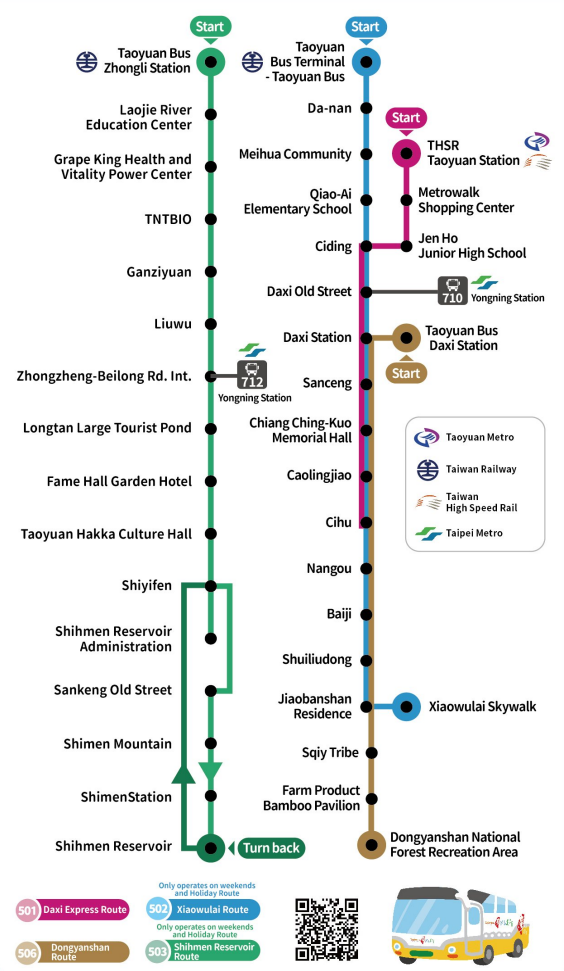 Start
Taoyuan Bus
Zhongli Station
Laojie River
Education Center
Grape King Health and
Vitality Power Center
TNTBIO
Ganziyuan
Liuwu
Zhongzheng-Beilong Rd. Int.
712
Yongning Station
Longtan Large Tourist Pond
Fame Hall Garden Hotel
Taoyuan Hakka Culture Hall
Shiyifen
Shihmen Reservoir
Administration
Sankeng Old Street
Shimen Mountain
ShimenStation
Shihmen Reservoir
Turn back
Start
Taoyuan
Bus Terminal
- Taoyuan Bus
Da-nan
Meihua Community
Qiao-Ai
Elementary School
Ciding
Daxi Old Street
710
Yongning Station
Daxi Station
Sanceng
Chiang Ching-Kuo
Memorial Hall
Caolingjiao
Cihu
Nangou
Baiji
Shuiliudong
Jiaobanshan
Residence
Xiaowulai Skywalk
Sqiy Tribe
Farm Product
Bamboo Pavilion
Dongyanshan National
Forest Recreation Area
Start
THSR
Taoyuan Station
Metrowalk
Shopping Center
Jen Ho
Junior High School
Taoyuan Bus
Daxi Station
Start
Taoyuan Metro
Taiwan Railway
Taiwan
High Speed Rail
Taipei Metro
501 Daxi Express Route
Only operates on weekends
and Holiday Route
502 Xiaowulai Route
506 Dongyanshan
Route
Only operates on weekends
and Holiday Route
503 Shihmen Reservoir
Route